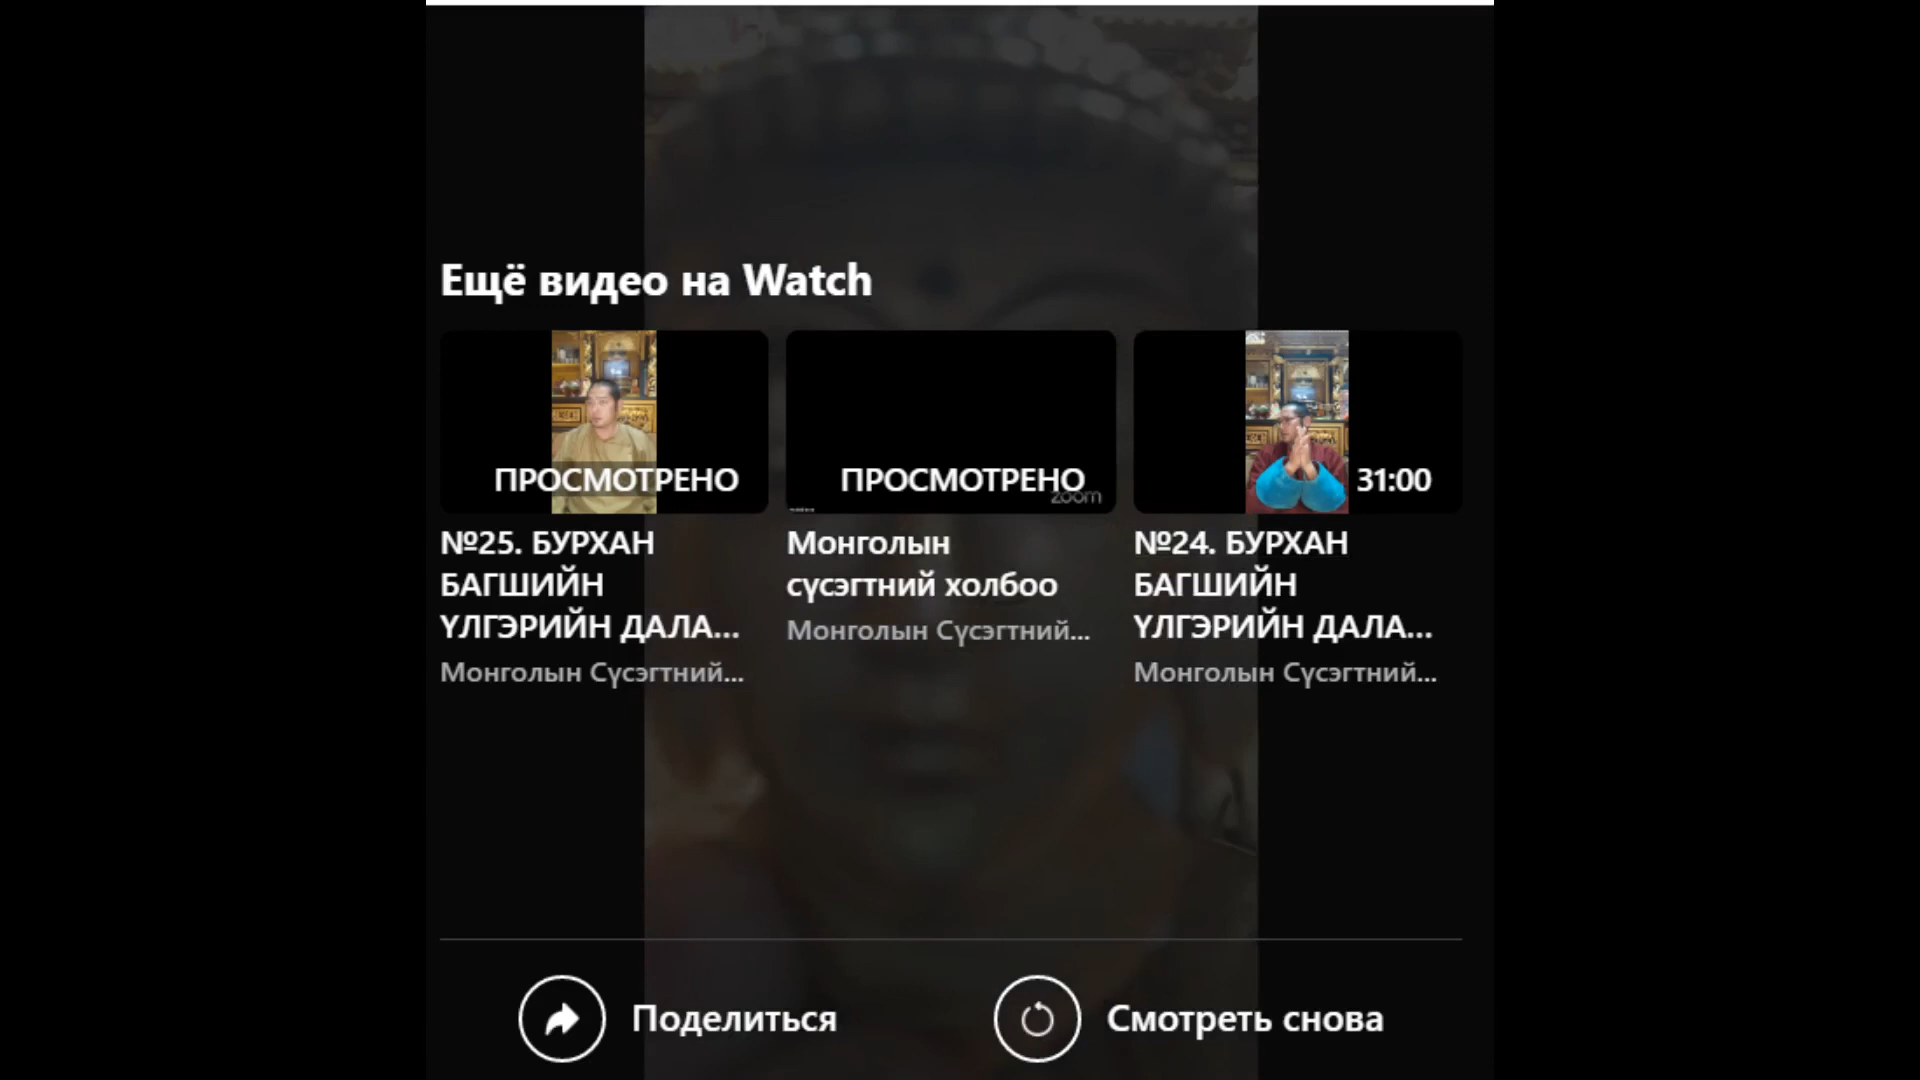 Ещё видео на Watch
ПРОСМОТРЕНО
ПРОСМОТРЕНО
zoom
31:00
№25. БУРХАН
БАГШИЙН
ҮЛГЭРИЙН ДАЛА...
Монголын Сүсэгтний...
Монголын
сүсэгтний холбоо
Монголын Сүсэгтний...
№24. БУРХАН
БАГШИЙН
ҮЛГЭРИЙН ДАЛА...
Монголын Сүсэгтний...
Поделиться
Смотреть снова